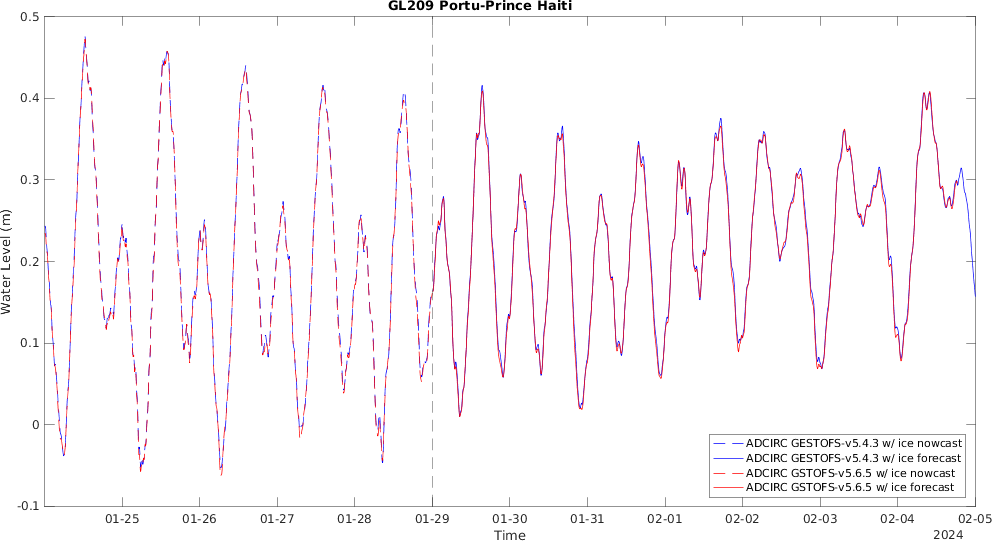 GL209 Portu-Prince Haiti
0.5
0.4
0.3
0.2
0.1
0
-0.1
Water Level (m)
01-25 01-26 01-27 01-28 01-29 01-30 01-31 02-01 02-02 02-03 02-04 02-05
Time
2024
ADCIRC GESTOFS-v5.4.3 w/ ice nowcast
ADCIRC GESTOFS-v5.4.3 w/ ice forecast
ADCIRC GSTOFS-v5.6.5 w/ ice nowcast
ADCIRC GSTOFS-v5.6.5 w/ ice forecast